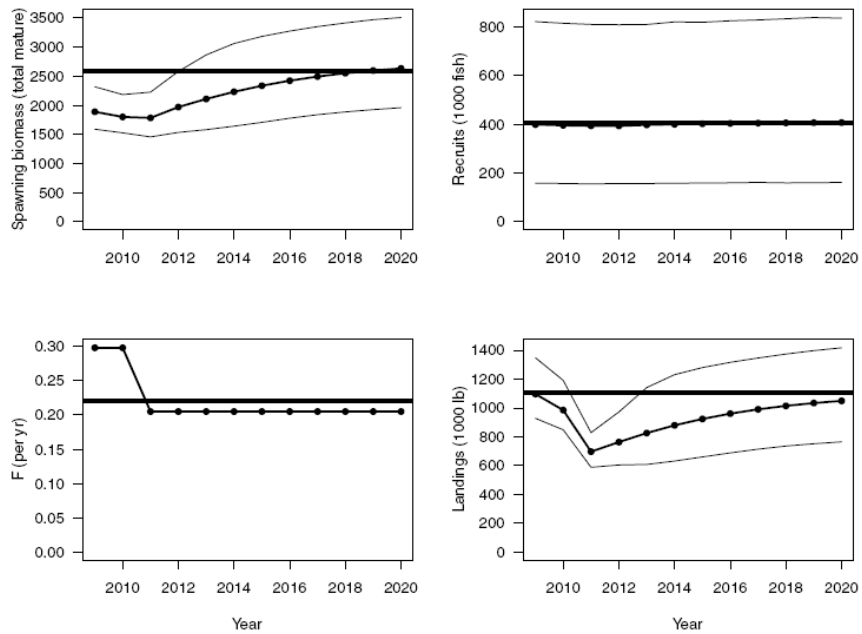 Spawning biomass (total mature)
3500
3000
2500
2000
1500
1000
500
0
2010 2012 2014 2016 2018 2020
Recruits (1000 fish)
800
600
400
200
0
2010 2012 2014 2016 2018 2020
F (per yr)
0.30
0.25
0.20
0.15
0.10
0.05
0.00
2010 2012 2014 2016 2018 2020
Year
Landings (1000 lb)
1400
1200
1000
800
600
400
200
0
2010 2012 2014 2016 2018 2020
Year